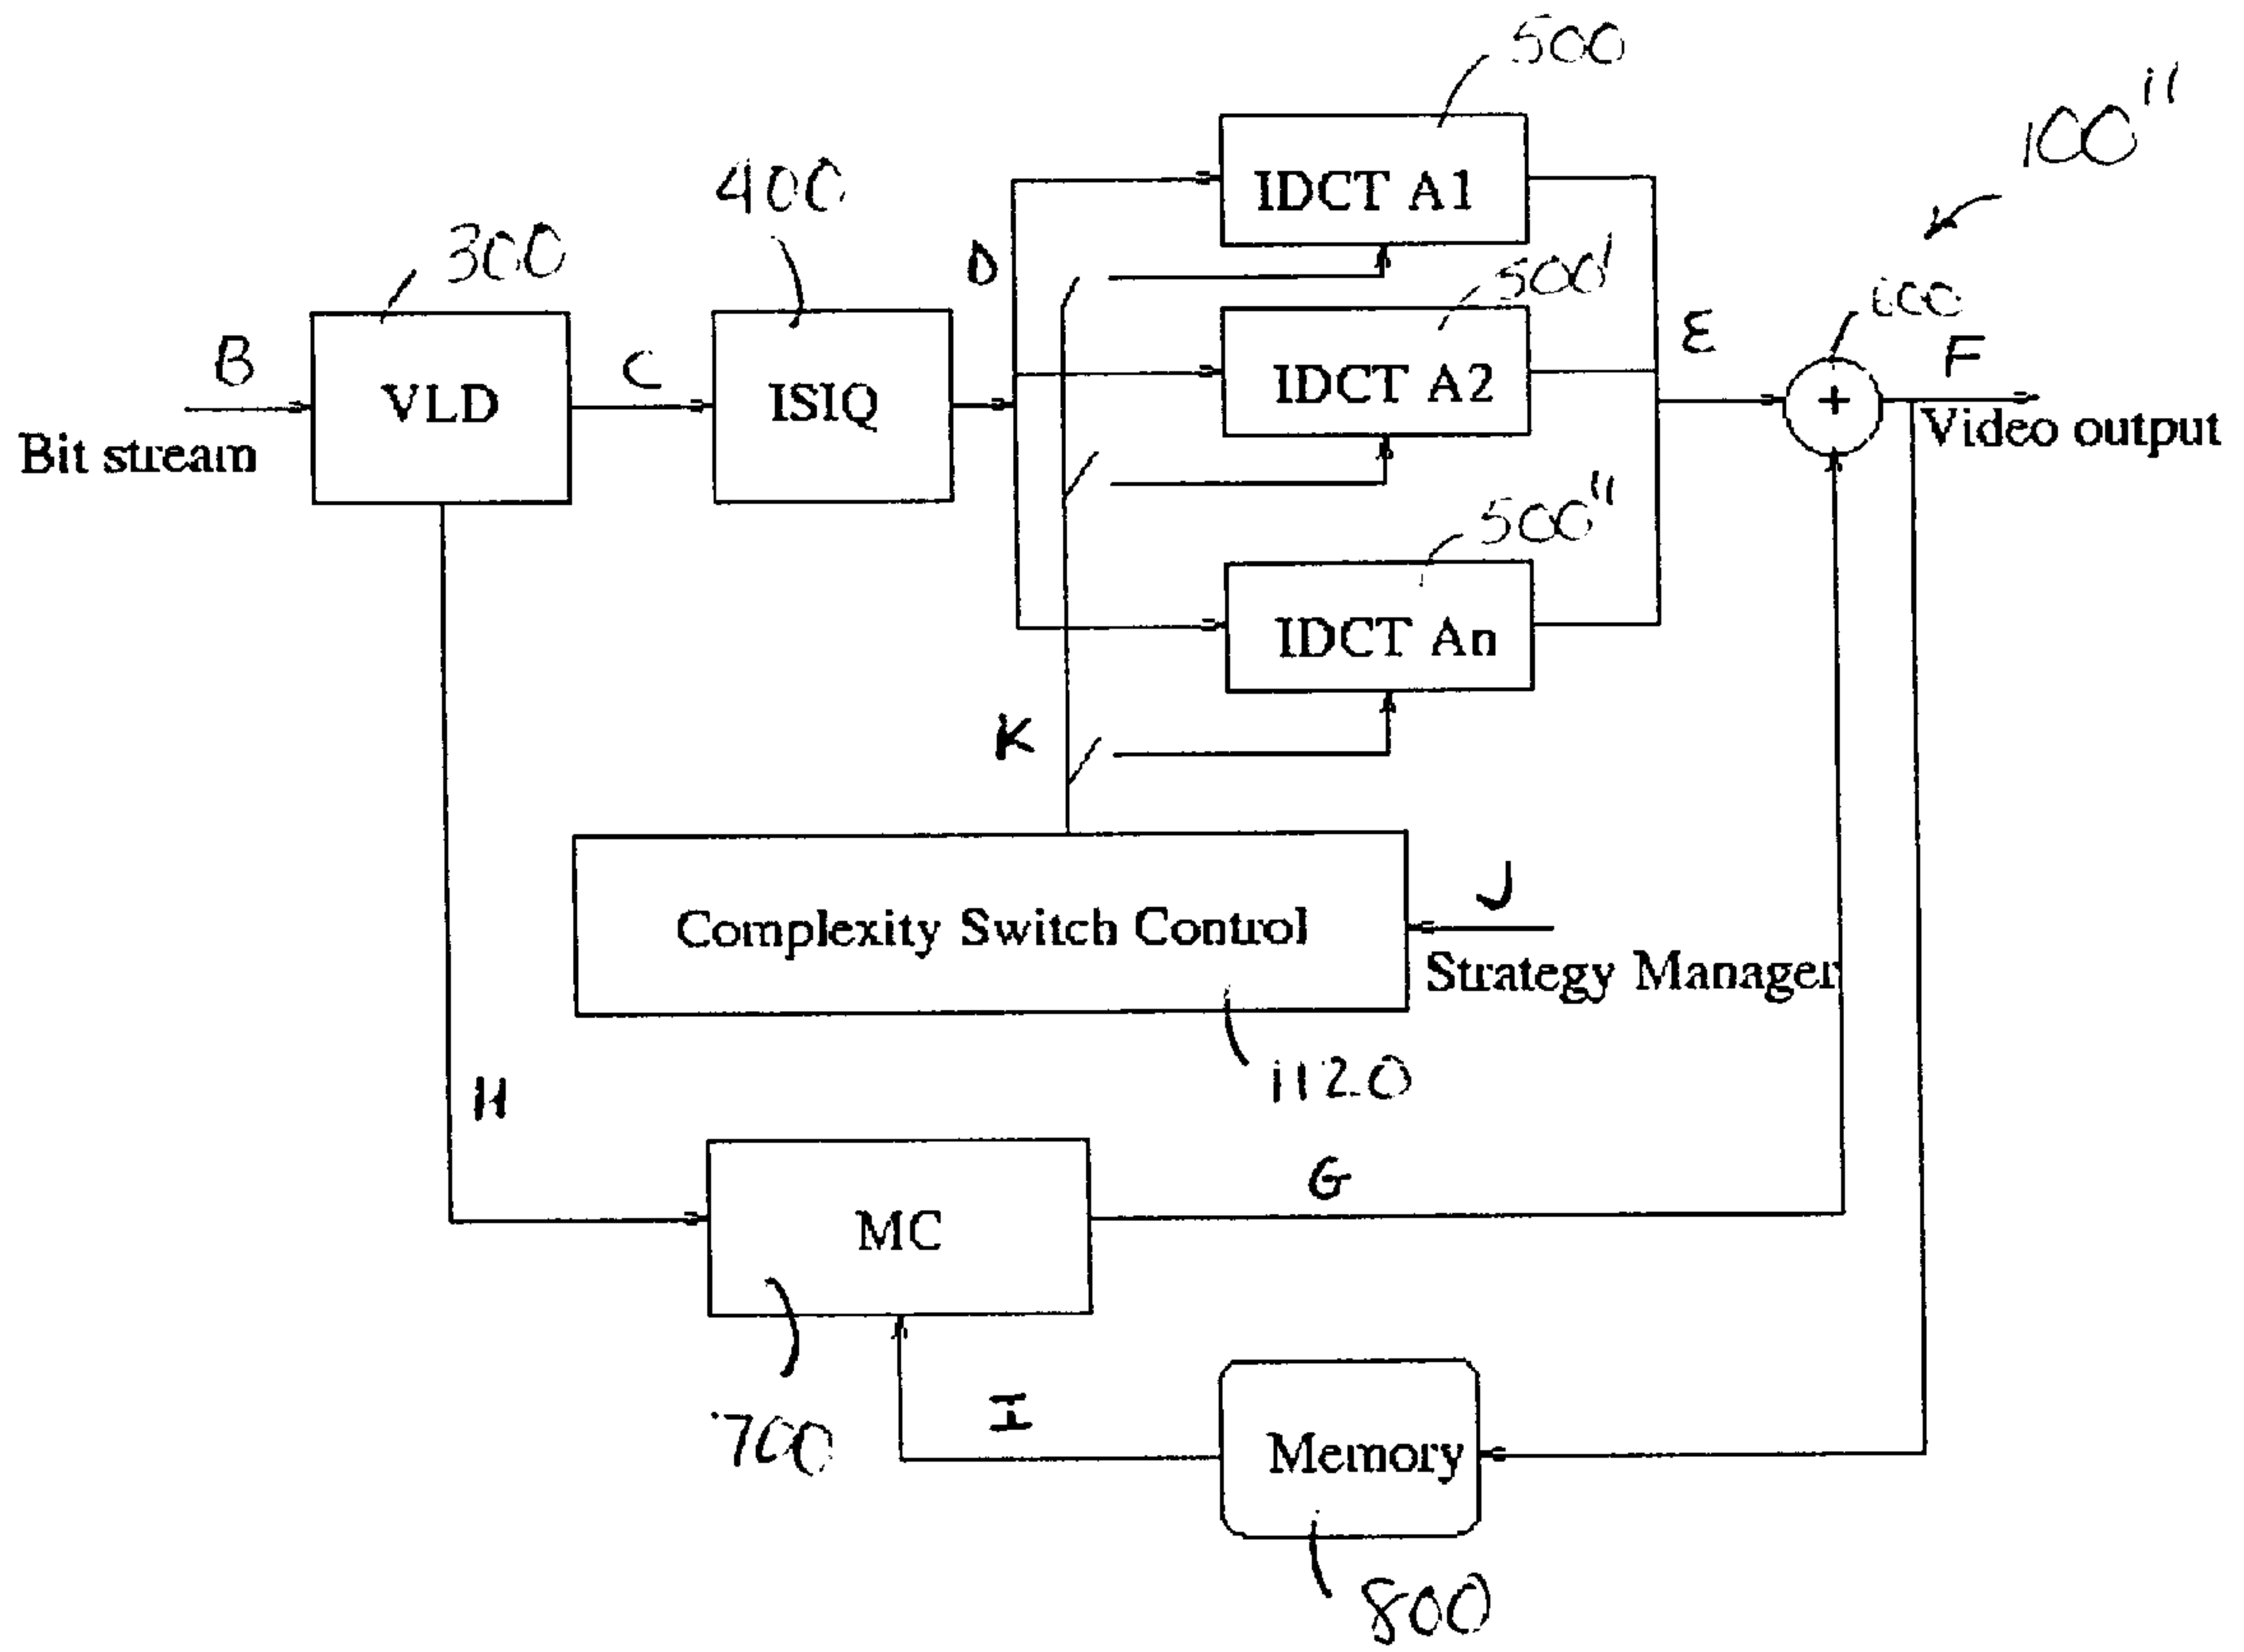 500
100"
IDCT A1
400
300
D
500'
600
B
C
E
F
VLD
ISIQ
IDCT A2
Bit stream
Video output
500"
IDCT An
K
J
Complexity Switch Control
Strategy Manager
1120
H
G
MC
I
700
Memory
800